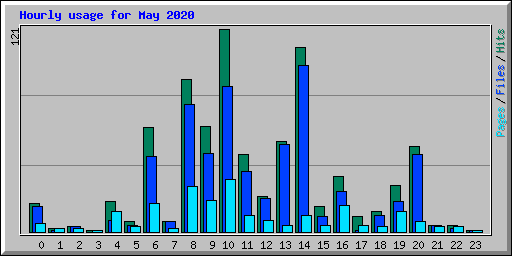 Hourly usage for May 2020
121
Pages/Files/Hits
0 1 2 3 4 5 6 7 8 9 10 11 12 13 14 15 16 17 18 19 20 21 22 23